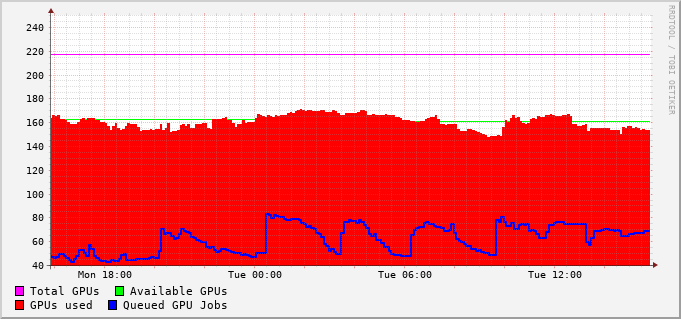 RRDTOOL / TOBI OETIKER
240
220
200
180
160
140
120
100
80
60
40
Mon 18:00 Tue 00:00 Tue 06:00 Tue 12:00
Total GPUs Available GPUs
GPUs used Queued GPU Jobs